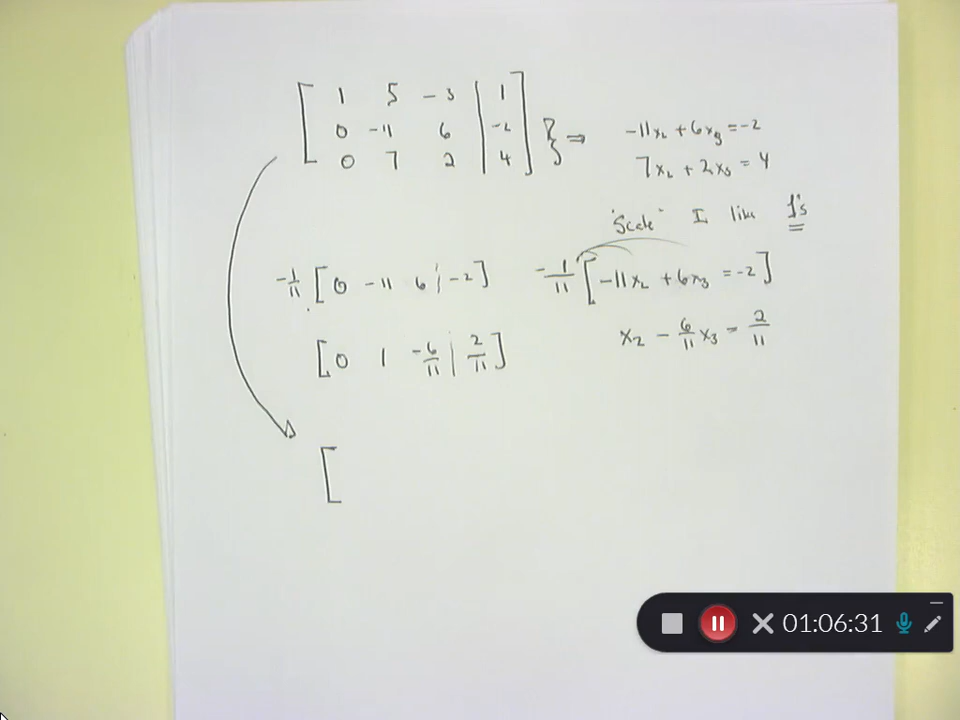 [ 1 5 -3 | 1 ]
[ 0 -11 6 | -2 ] } ⇒ -11x₂ + 6x₃ = -2
[ 0 7 2 | 4 ] 7x₂ + 2x₃ = 4
"Scale" I like 1's
-1/11 [ 0 -11 6 | -2 ] -1/11 [ -11x₂ + 6x₃ = -2 ]
[ 0 1 -6/11 | 2/11 ] x₂ - 6/11 x₃ = 2/11
[
01:06:31